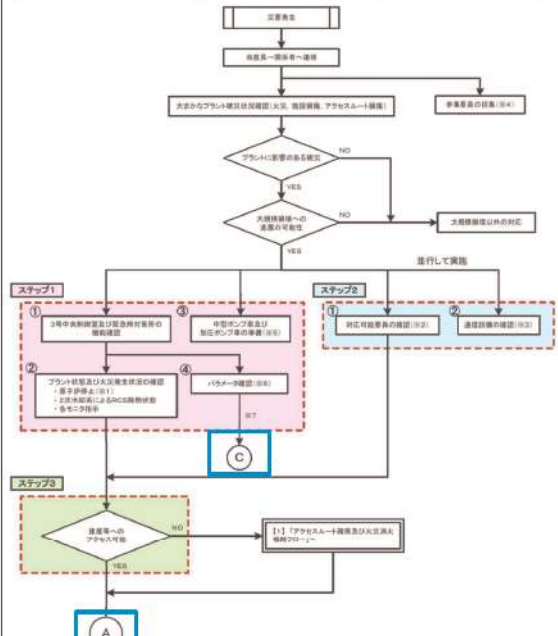 災害発生
当直長→関係者へ連絡
大まかなプラント被災状況確認(火災、施設損傷、アクセスルート損傷)
参集要員の招集(※4)
プラントに影響のある被災
NO
YES
大規模損壊への
進展の可能性
NO
大規模損壊以外の対応
YES
並行して実施
ステップ1
ステップ2
①
3号中央制御室及び緊急時対策所の
機能確認
③
中型ポンプ車及び
加圧ポンプ車の準備(※5)
①
対応可能要員の確認(※2)
②
通信設備の確認(※3)
②
プラント状態及び火災発生状況の確認
・原子炉停止(※1)
・2次冷却系によるRCS除熱状態
・各モニタ指示
④
パラメータ確認(※6)
※7
C
ステップ3
建屋等への
アクセス可能
NO
【1】「アクセスルート確保及び火災消火
戦略フロー」へ
YES
A